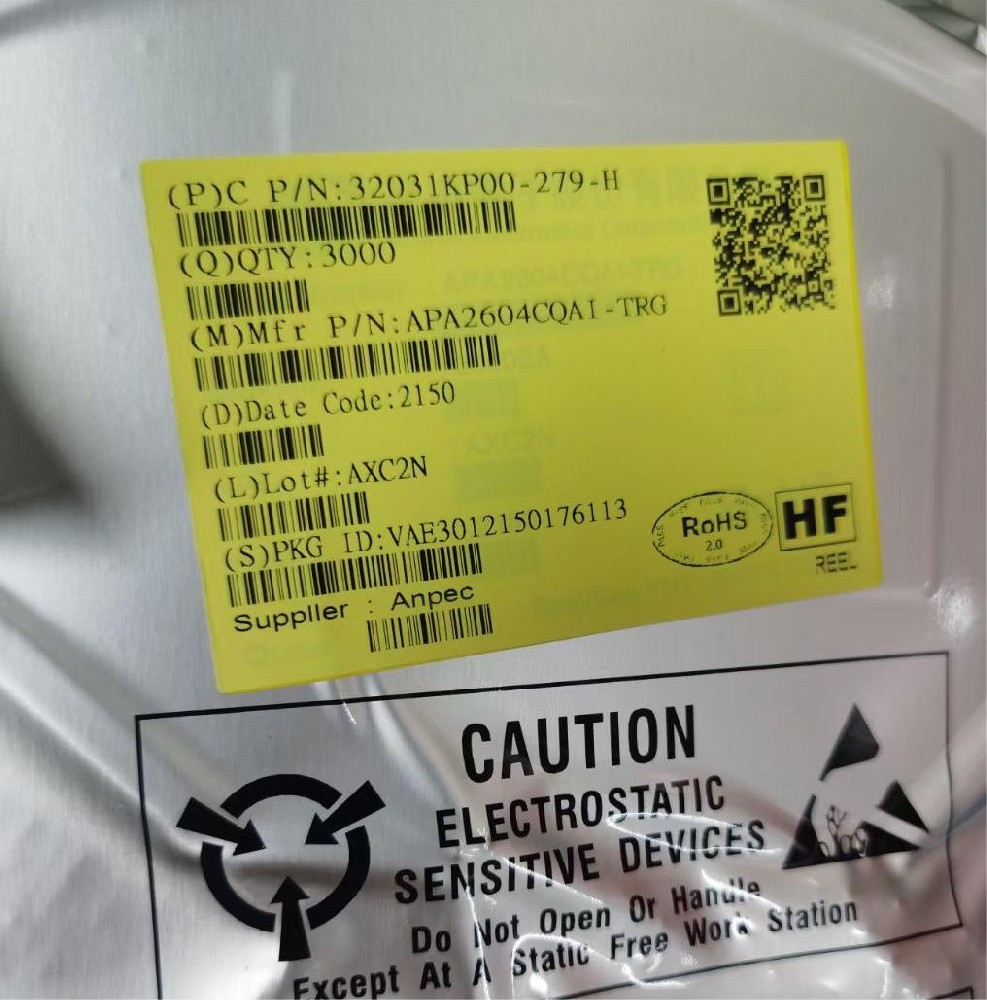 (P)C P/N:32031KP00-279-H
(Q)QTY:3000
(M)Mfr P/N:APA2604CQAI-TRG
(D)Date Code:2150
(L)Lot#:AXC2N
(S)PKG ID:VAE3012150176113
Supplier : Anpec
RoHS
2.0
HF
REEL
CAUTION
ELECTROSTATIC
SENSITIVE DEVICES
Do Not Open Or Handle
Except At A Static Free Work Station